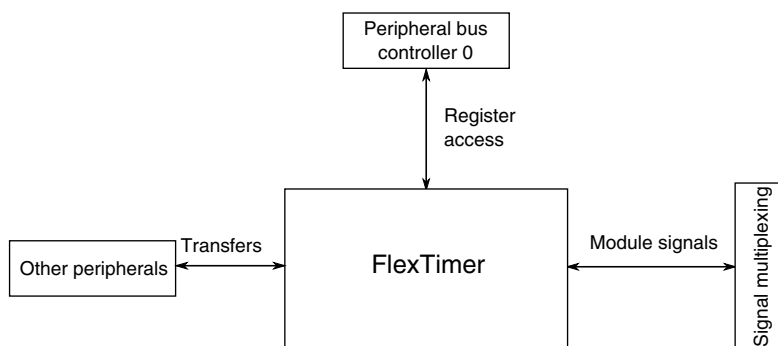 Peripheral bus
controller 0
Register
access
Transfers
Other peripherals
FlexTimer
Module signals
Signal multiplexing